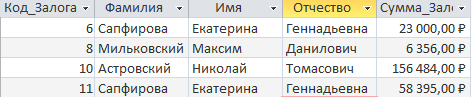 Код_Залога Фамилия Имя Отчество Сумма_Зало
6 Сапфирова Екатерина Геннадьевна 23 000,00 ₽
8 Мильковский Максим Данилович 6 356,00 ₽
10 Астровский Николай Томасович 156 484,00 ₽
11 Сапфирова Екатерина Геннадьевна 58 395,00 ₽